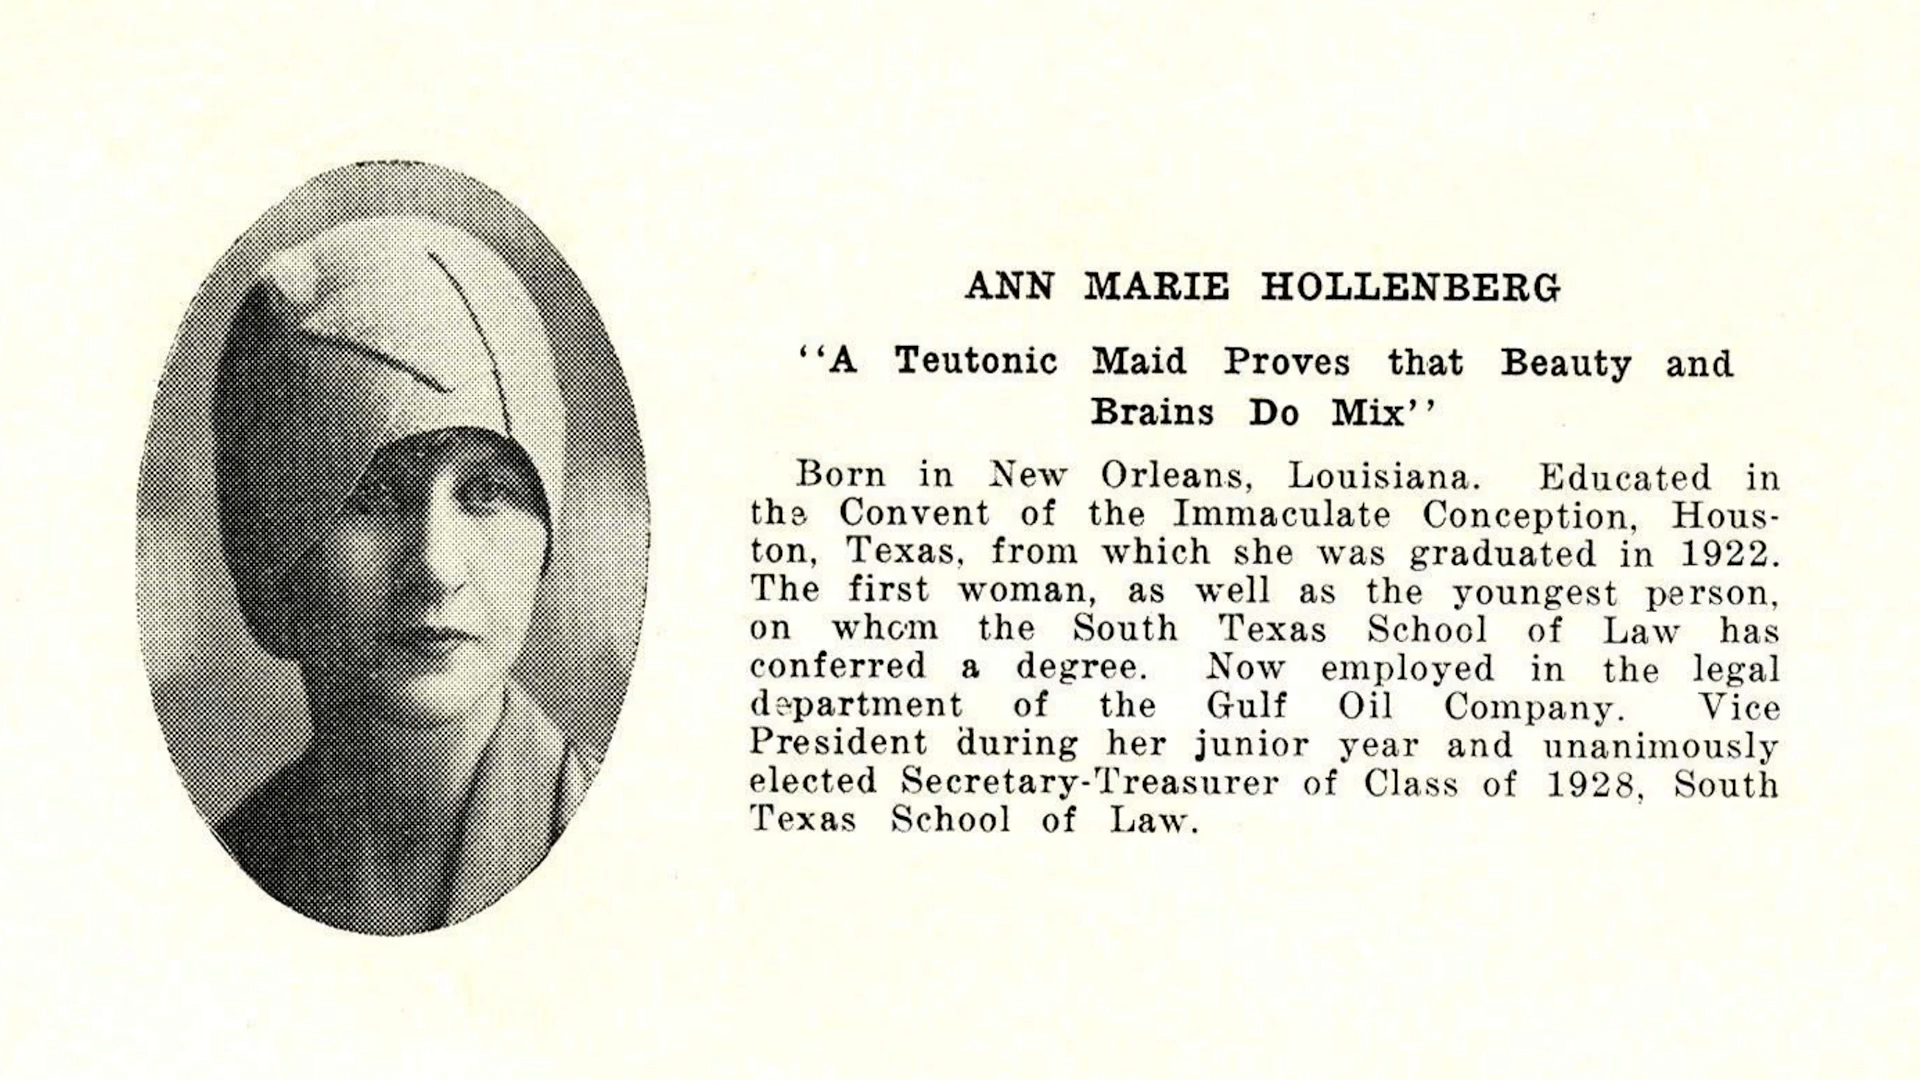 ANN MARIE HOLLENBERG
‘‘A Teutonic Maid Proves that Beauty and
Brains Do Mix’’
Born in New Orleans, Louisiana. Educated in
the Convent of the Immaculate Conception, Hous-
ton, Texas, from which she was graduated in 1922.
The first woman, as well as the youngest person,
on whom the South Texas School of Law has
conferred a degree. Now employed in the legal
department of the Gulf Oil Company. Vice
President during her junior year and unanimously
elected Secretary-Treasurer of Class of 1928, South
Texas School of Law.